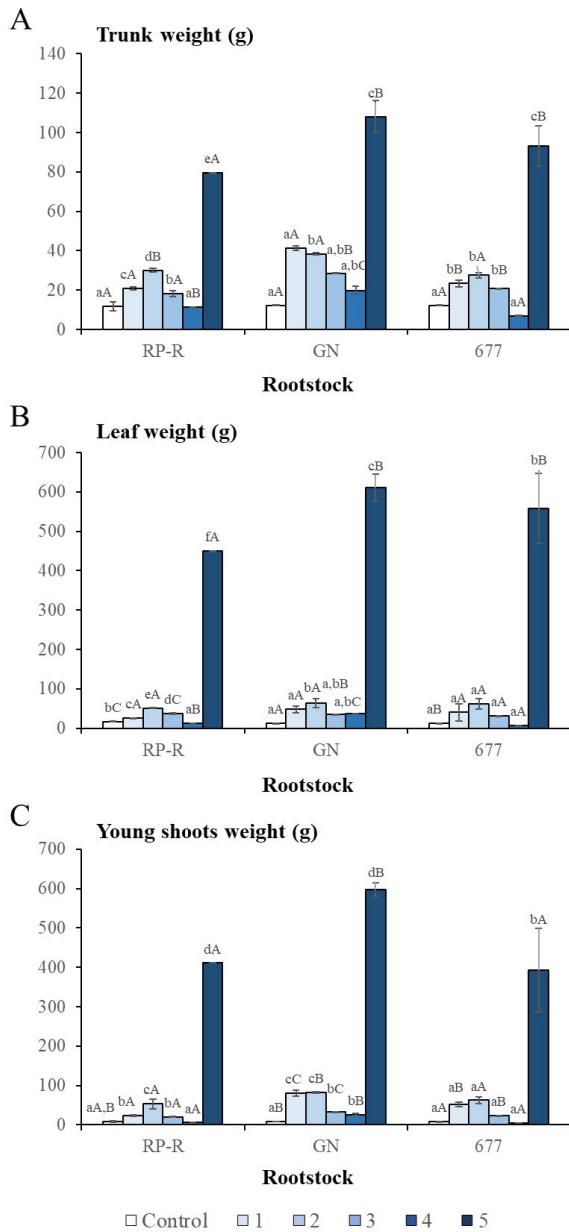 A
Trunk weight (g)
140
120
100
80
60
40
20
0
aA
cA
dB
bA
aB
eA
aA
aA
bA
a,bB
a,bC
cB
aA
bB
bA
bB
aA
cB
RP-R
GN
677
Rootstock
B
Leaf weight (g)
700
600
500
400
300
200
100
0
bC
cA
eA
dC
aB
fA
aA
aA
bA
a,bB
a,bC
cB
aB
aA
aA
aA
aA
bB
RP-R
GN
677
Rootstock
C
Young shoots weight (g)
700
600
500
400
300
200
100
0
aA,B
bA
cA
bA
aA
dA
aB
cC
cB
bC
bB
dB
aA
aB
aA
aB
aA
bA
RP-R
GN
677
Rootstock
Control 1 2 3 4 5